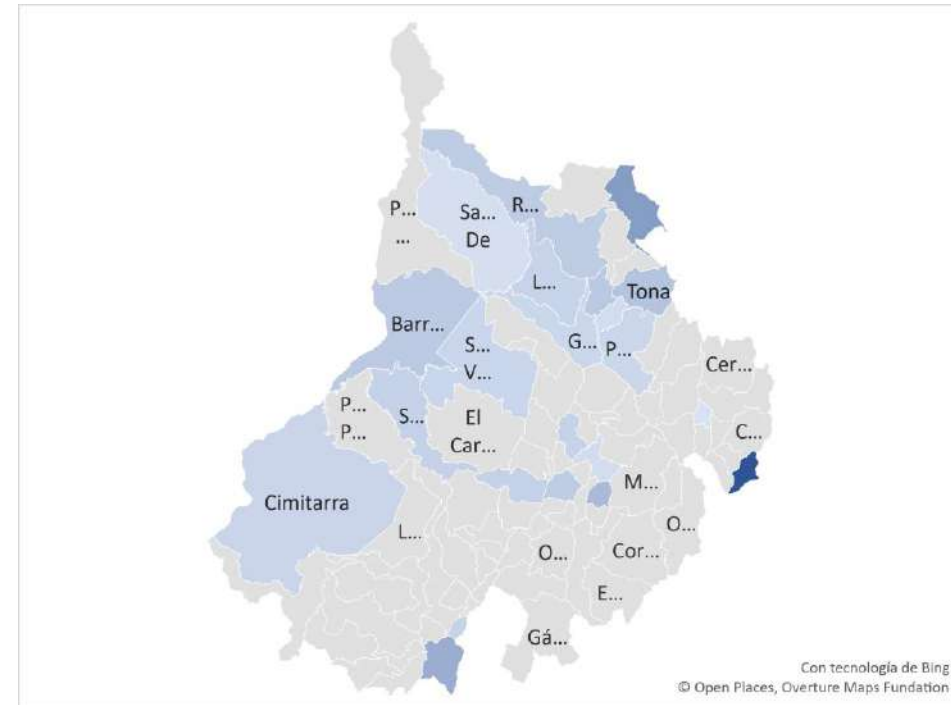 P...
...
Sa...
De
R...
L...
Tona
Barr...
S...
V...
G...
P...
Cer...
P...
P...
S...
El
Car...
C...
Cimitarra
L...
M...
O...
O...
Cor...
E...
Gá...
Con tecnología de Bing
© Open Places, Overture Maps Fundation